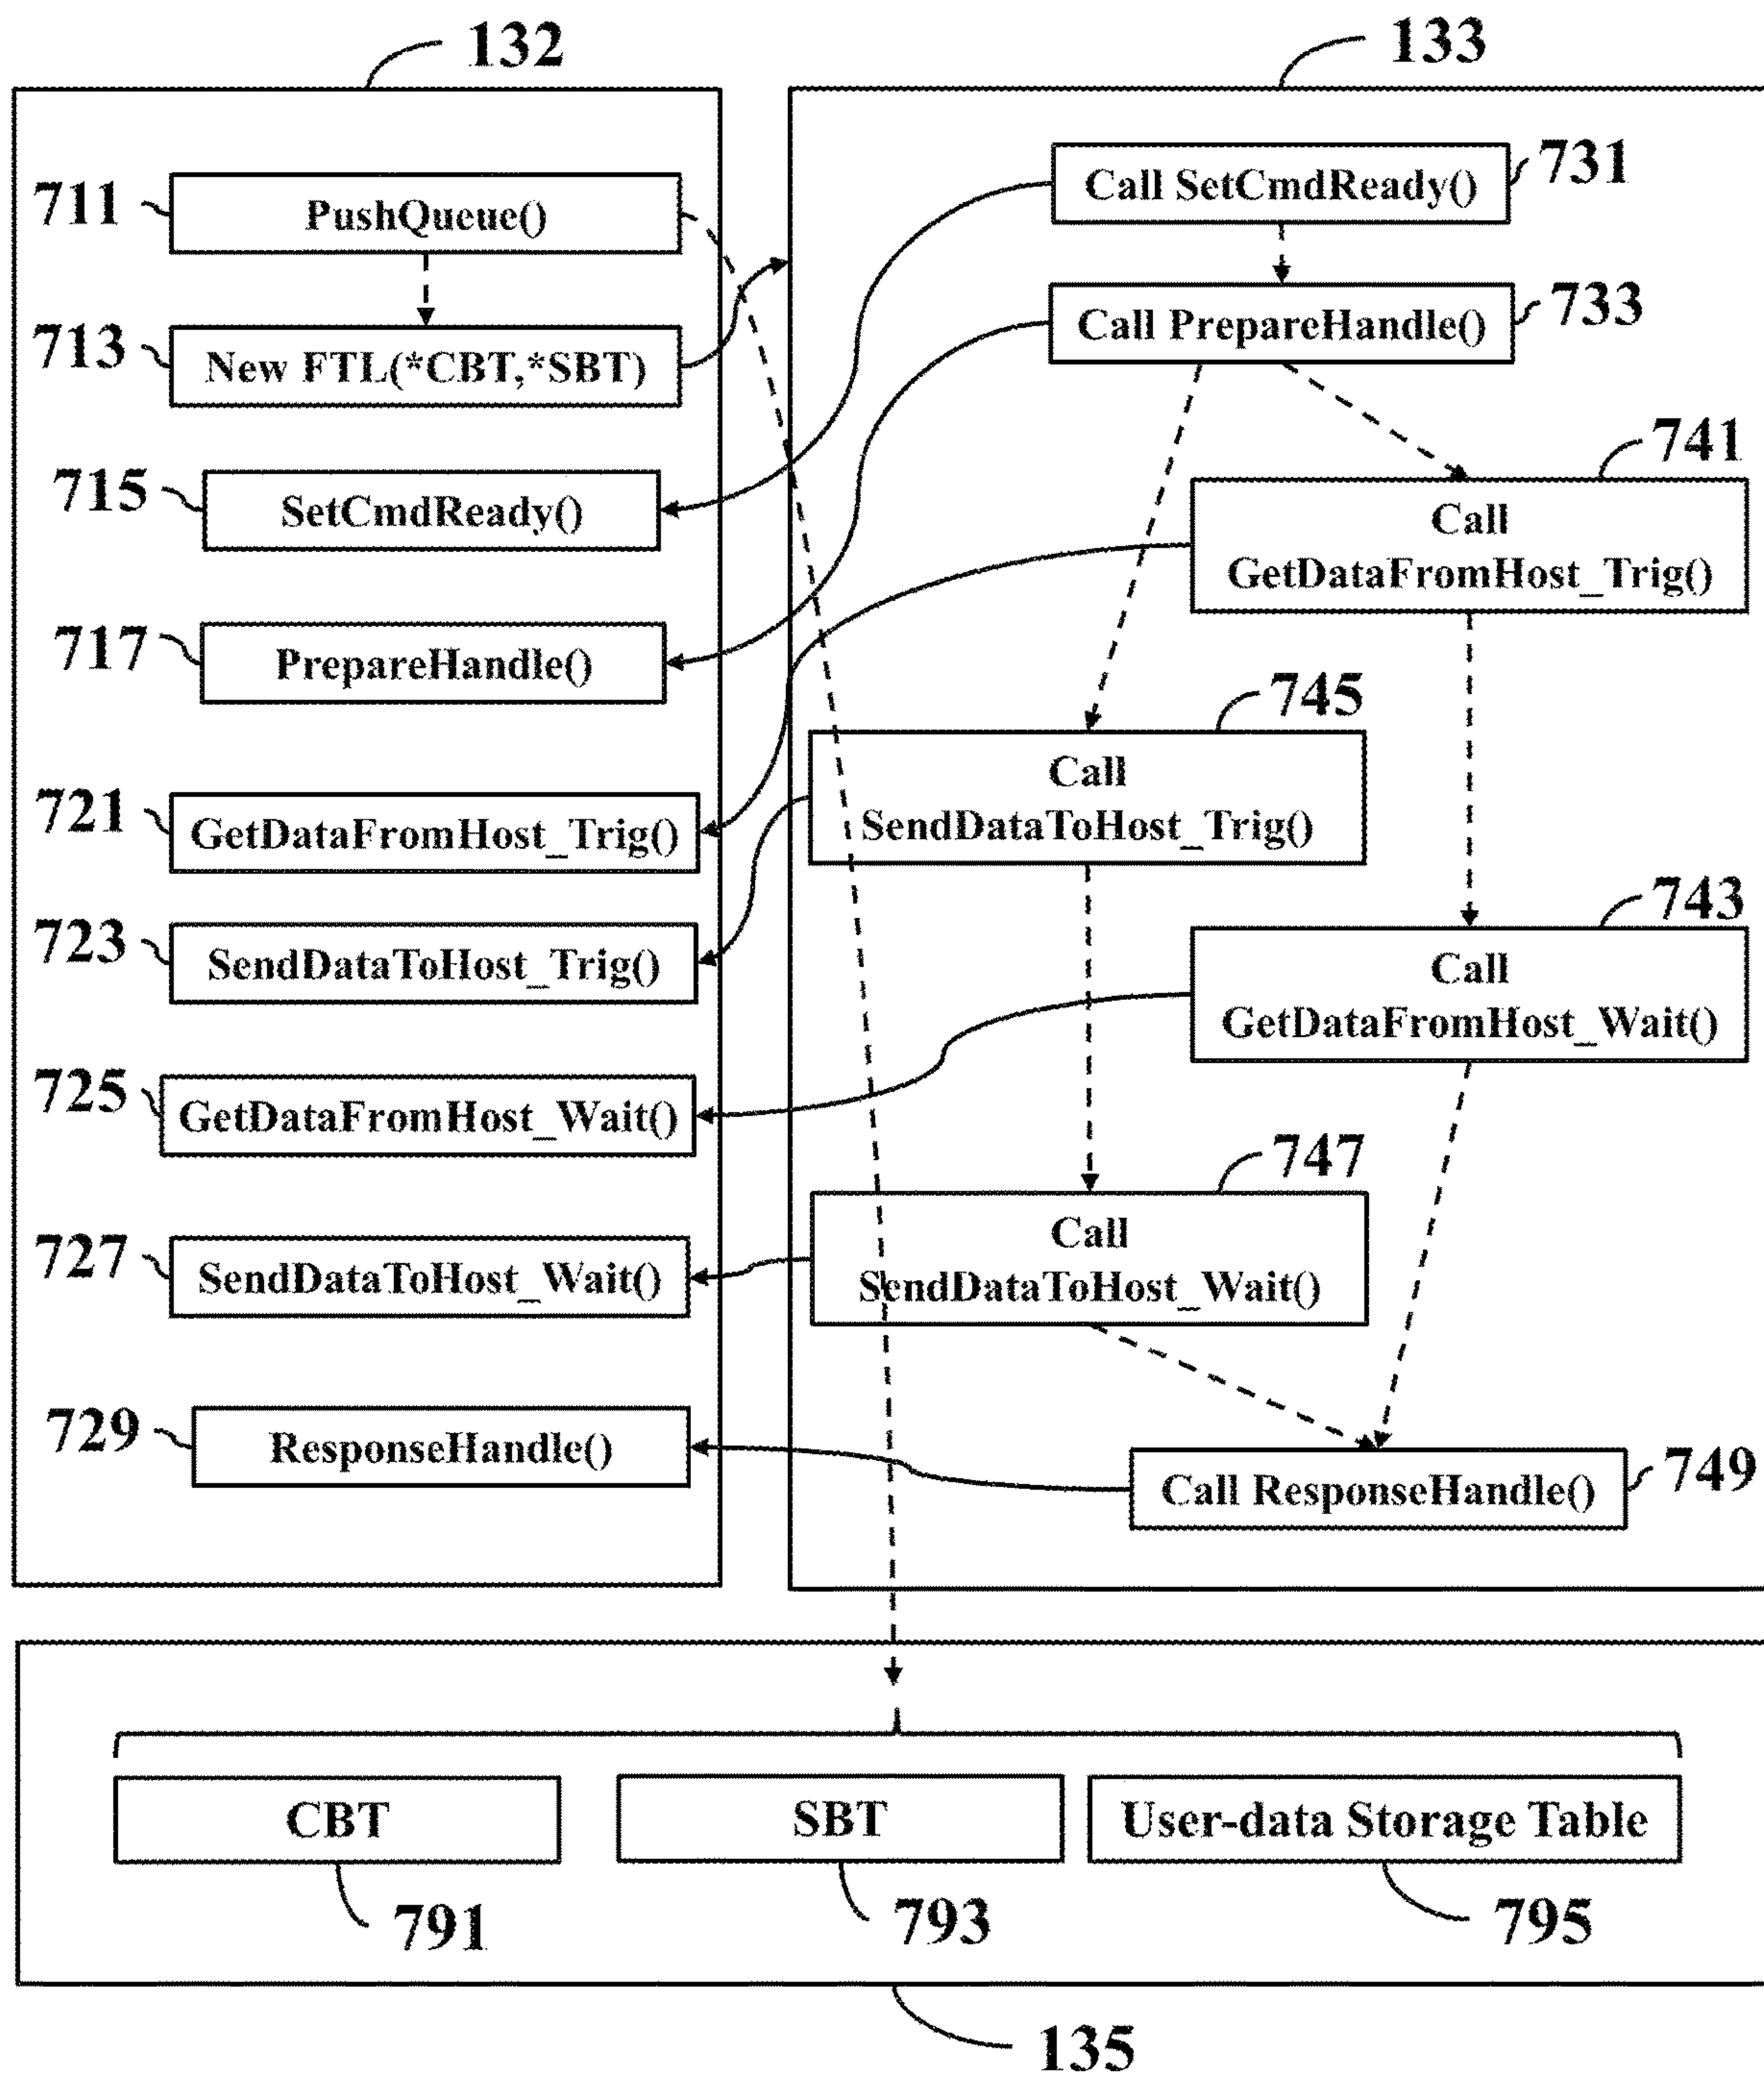 132
133
711
PushQueue()
713
New FTL(*CBT,*SBT)
715
SetCmdReady()
717
PrepareHandle()
721
GetDataFromHost_Trig()
723
SendDataToHost_Trig()
725
GetDataFromHost_Wait()
727
SendDataToHost_Wait()
729
ResponseHandle()
Call SetCmdReady()
731
Call PrepareHandle()
733
741
Call
GetDataFromHost_Trig()
745
Call
SendDataToHost_Trig()
743
Call
GetDataFromHost_Wait()
747
Call
SendDataToHost_Wait()
Call ResponseHandle()
749
CBT
SBT
User-data Storage Table
791
793
795
135